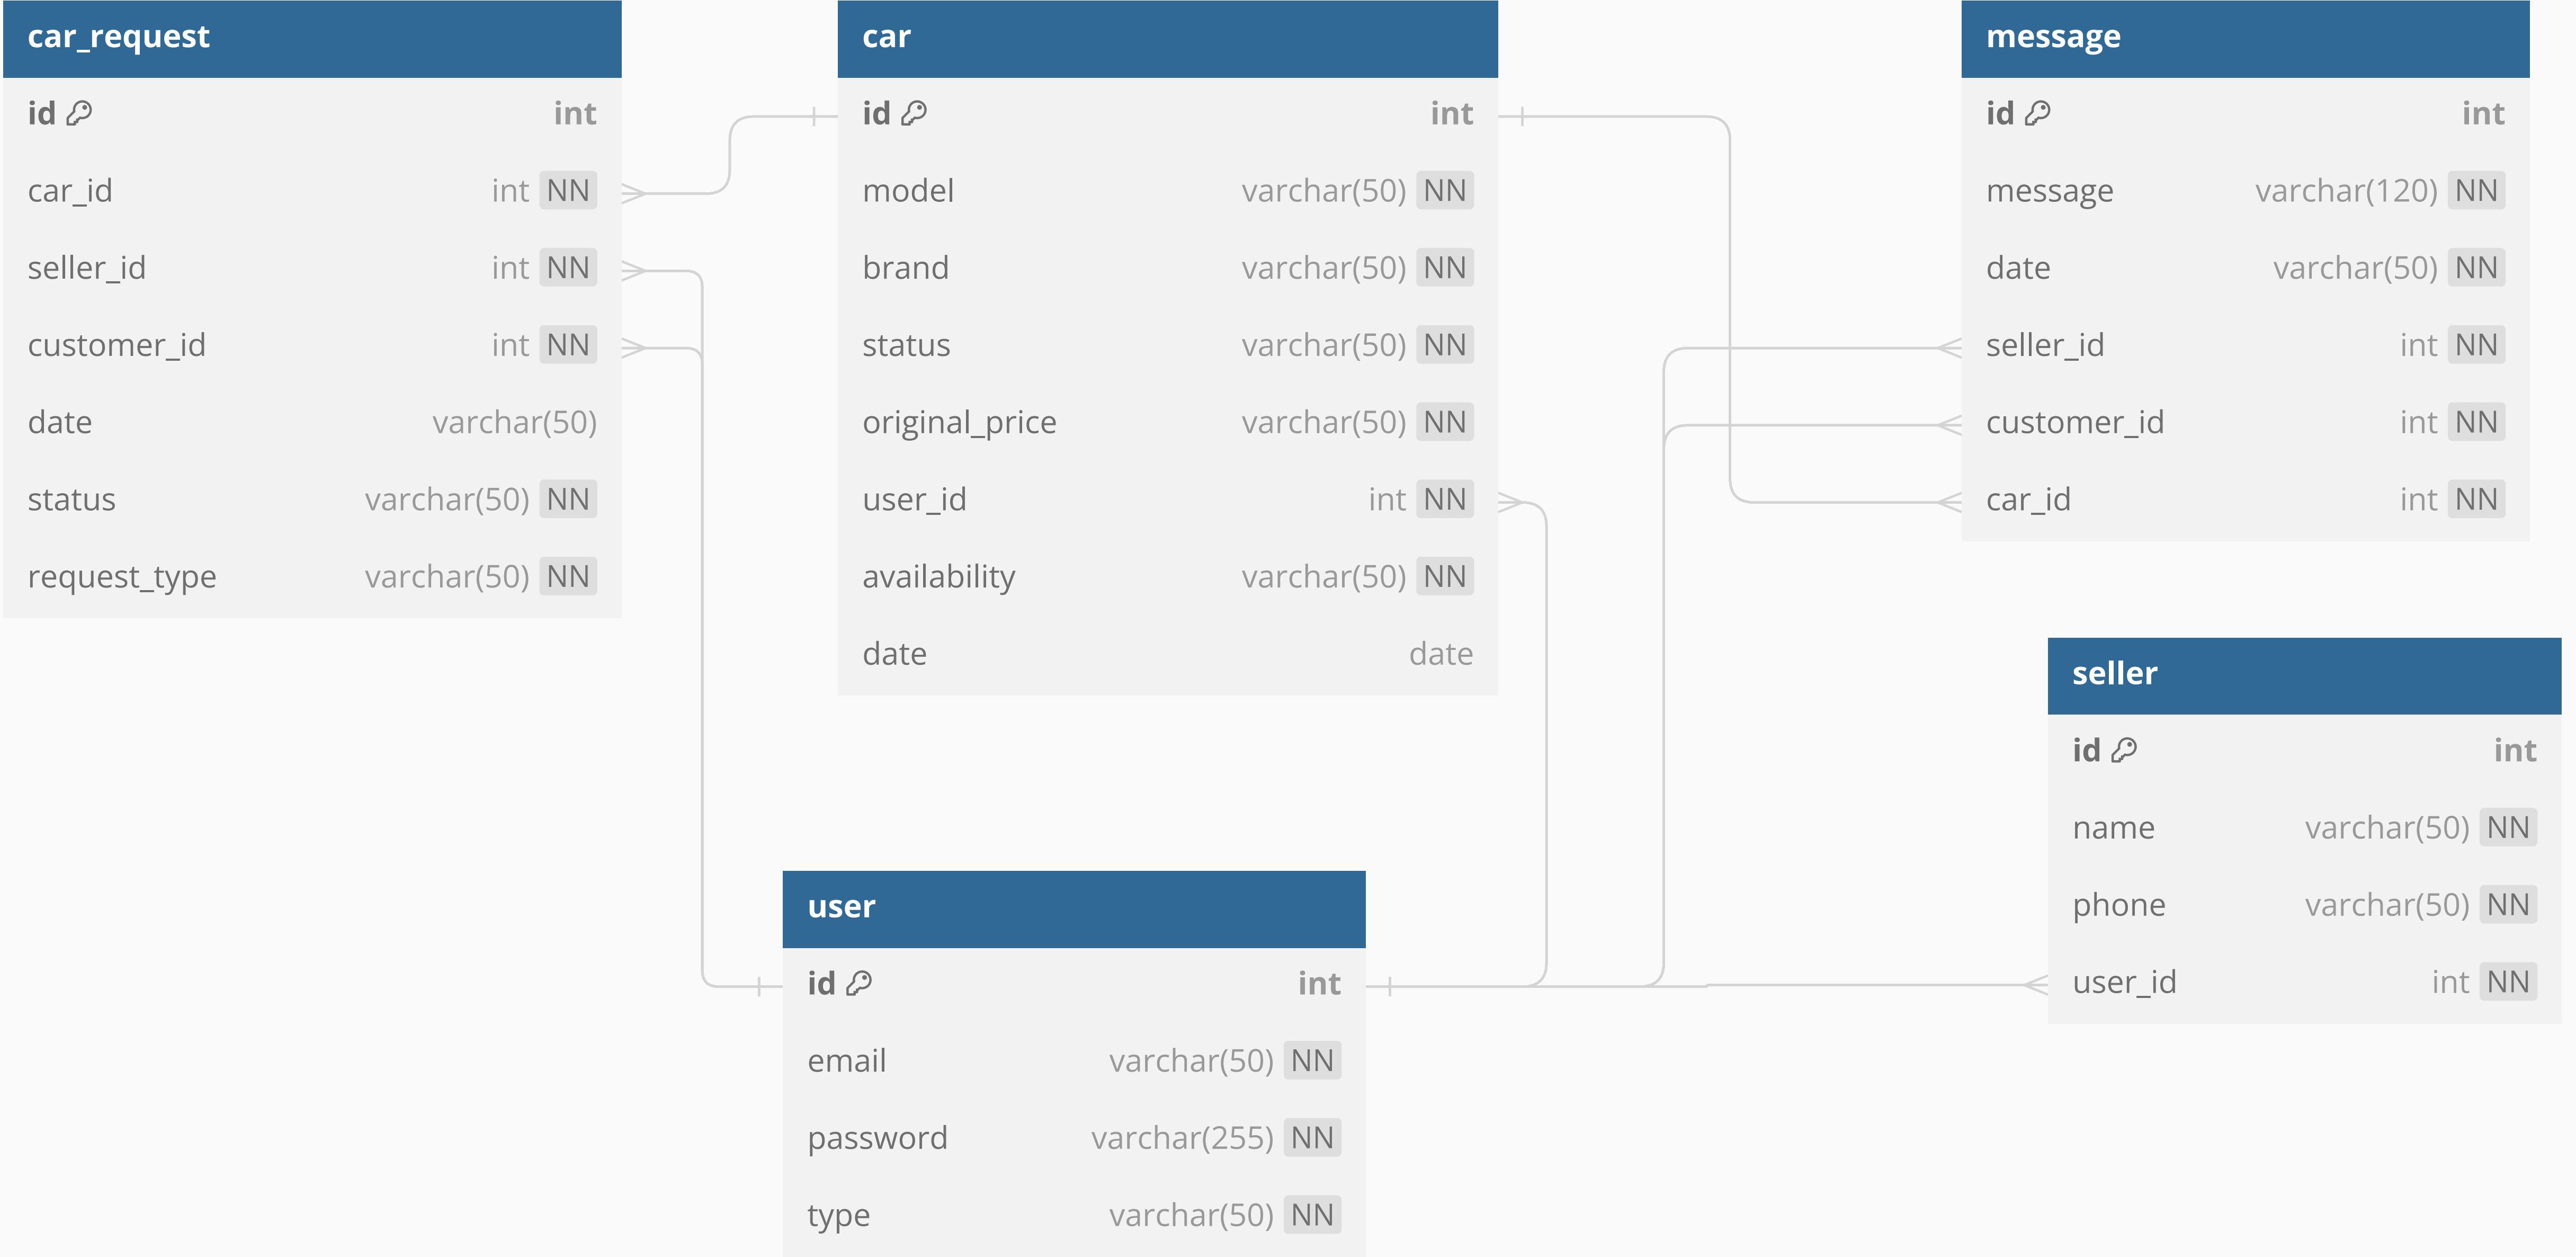 car_request
id int
car_id int NN
seller_id int NN
customer_id int NN
date varchar(50)
status varchar(50) NN
request_type varchar(50) NN
car
id int
model varchar(50) NN
brand varchar(50) NN
status varchar(50) NN
original_price varchar(50) NN
user_id int NN
availability varchar(50) NN
date date
message
id int
message varchar(120) NN
date varchar(50) NN
seller_id int NN
customer_id int NN
car_id int NN
seller
id int
name varchar(50) NN
phone varchar(50) NN
user_id int NN
user
id int
email varchar(50) NN
password varchar(255) NN
type varchar(50) NN